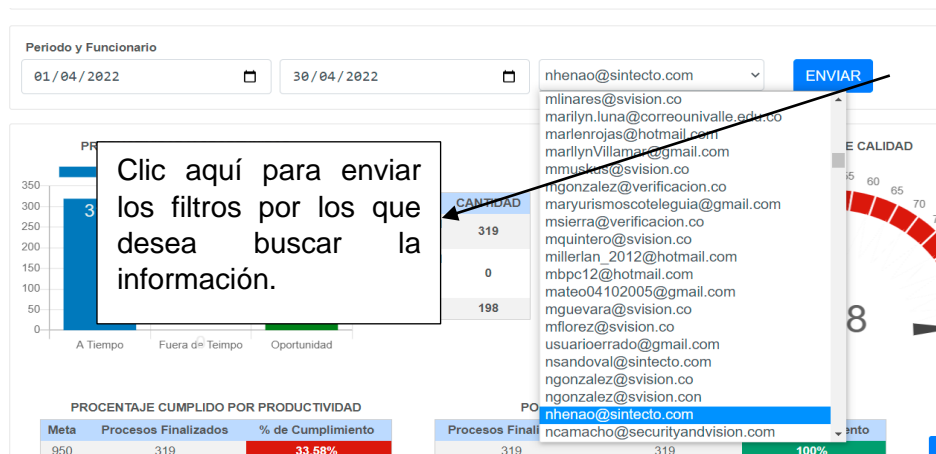 Periodo y Funcionario
01/04/2022 30/04/2022 nhenao@sintecto.com ENVIAR
mlinares@svision.co
marilyn.luna@correounivalle.edu.co
marlenrojas@hotmail.com
marllynVillamar@gmail.com
mmuskus@svision.co
mgonzalez@verificacion.co
maryurismoscoteleguia@gmail.com
msierra@verificacion.co
mquintero@svision.co
millerlan_2012@hotmail.com
mbpc12@hotmail.com
mateo04102005@gmail.com
mguevara@svision.co
mflorez@svision.co
usuarioerrado@gmail.com
nsandoval@sintecto.com
ngonzalez@svision.co
ngonzalez@svision.con
nhenao@sintecto.com
ncamacho@securityandvision.com
Clic aquí para enviar
los filtros por los que
desea buscar la
información.
350
300
250
200
150
100
50
0
3
A Tiempo Fuera de Teimpo Oportunidad
CANTIDAD
319
0
198
E CALIDAD
60
65
70
8
PROCENTAJE CUMPLIDO POR PRODUCTIVIDAD
Meta Procesos Finalizados % de Cumplimiento
950 319 33.58%
PO
Procesos Finali ento
319 319 100%